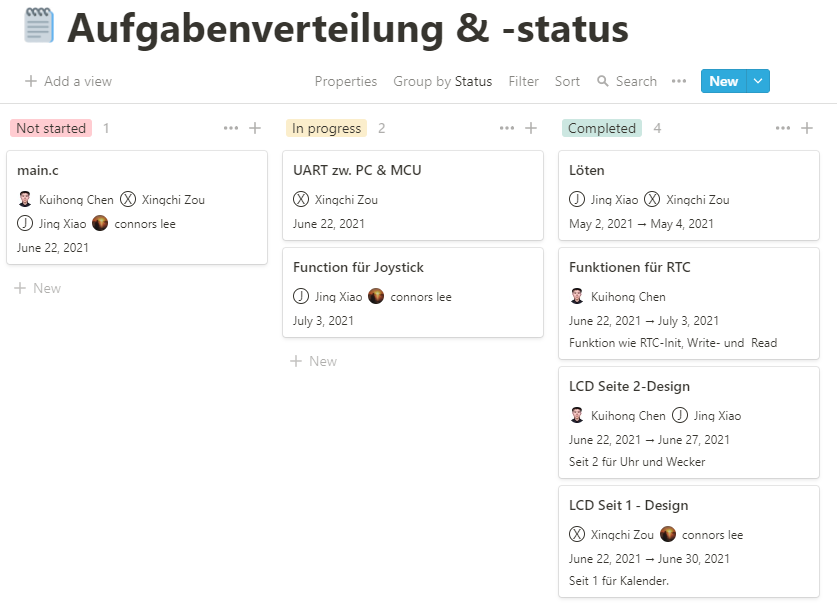 Aufgabenverteilung & -status
+ Add a view
Properties Group by Status Filter Sort Search ••• New
Not started 1 ••• +
main.c
Kuihong Chen X Xingchi Zou
J Jing Xiao connors lee
June 22, 2021
+ New
In progress 2 ••• +
UART zw. PC & MCU
X Xingchi Zou
June 22, 2021
Function für Joystick
J Jing Xiao connors lee
July 3, 2021
+ New
Completed 4 ••• +
Löten
J Jing Xiao X Xingchi Zou
May 2, 2021 → May 4, 2021
Funktionen für RTC
Kuihong Chen
June 22, 2021 → July 3, 2021
Funktion wie RTC-Init, Write- und Read
LCD Seite 2-Design
Kuihong Chen J Jing Xiao
June 22, 2021 → June 27, 2021
Seit 2 für Uhr und Wecker
LCD Seit 1 - Design
X Xingchi Zou connors lee
June 22, 2021 → June 30, 2021
Seit 1 für Kalender.